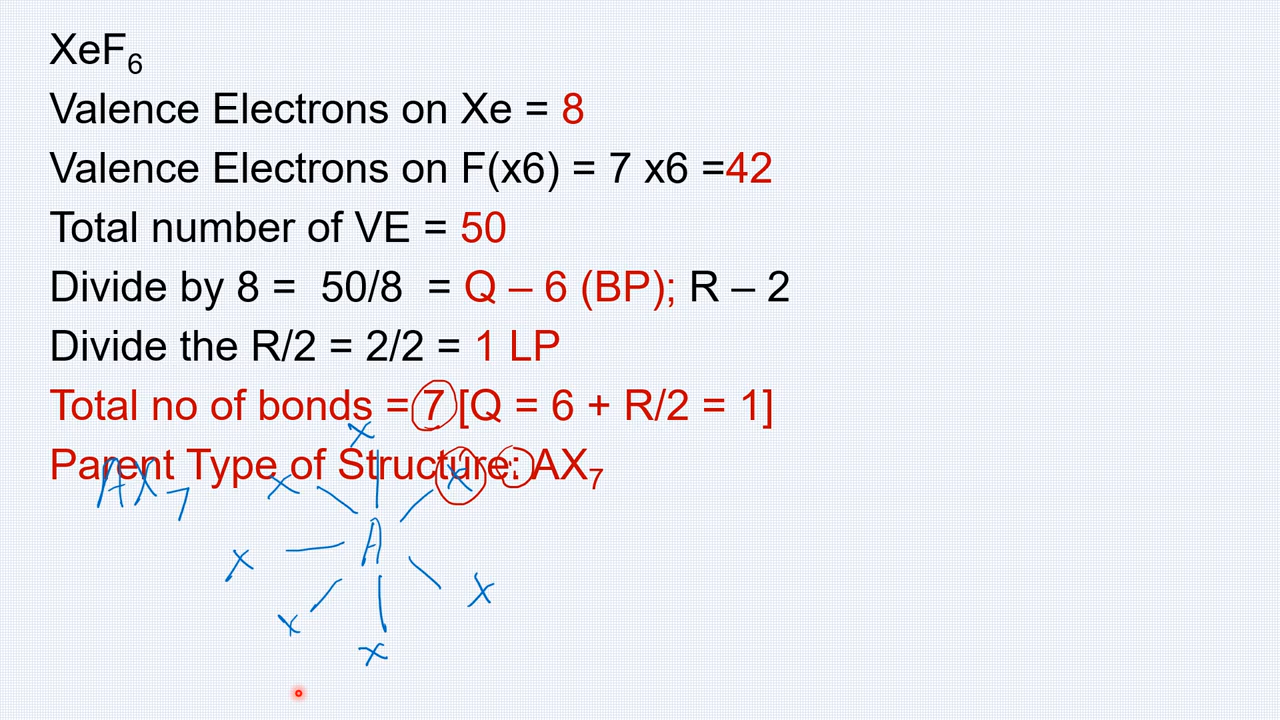 XeF₆
Valence Electrons on Xe = 8
Valence Electrons on F(x6) = 7 x6 =42
Total number of VE = 50
Divide by 8 = 50/8 = Q – 6 (BP); R – 2
Divide the R/2 = 2/2 = 1 LP
Total no of bonds = 7 [Q = 6 + R/2 = 1]
Parent Type of Structure: AX₇
AX₇
X
X X
X A
X
X
X